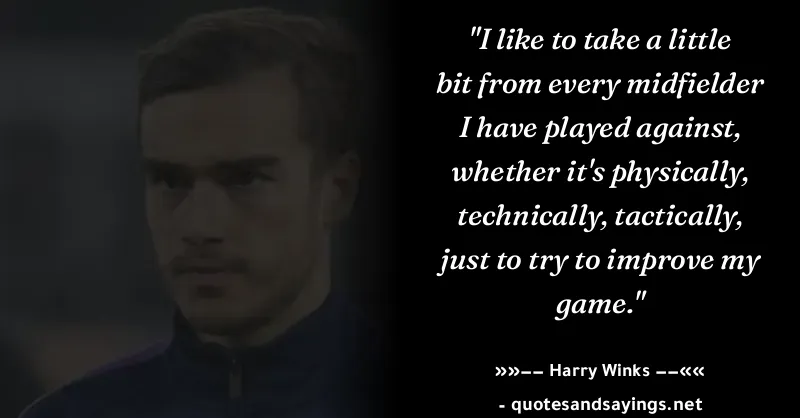 "I like to take a little
bit from every midfielder
I have played against,
whether it's physically,
technically, tactically,
just to try to improve my
game."
»»–– Harry Winks ––««
- quotesandsayings.net